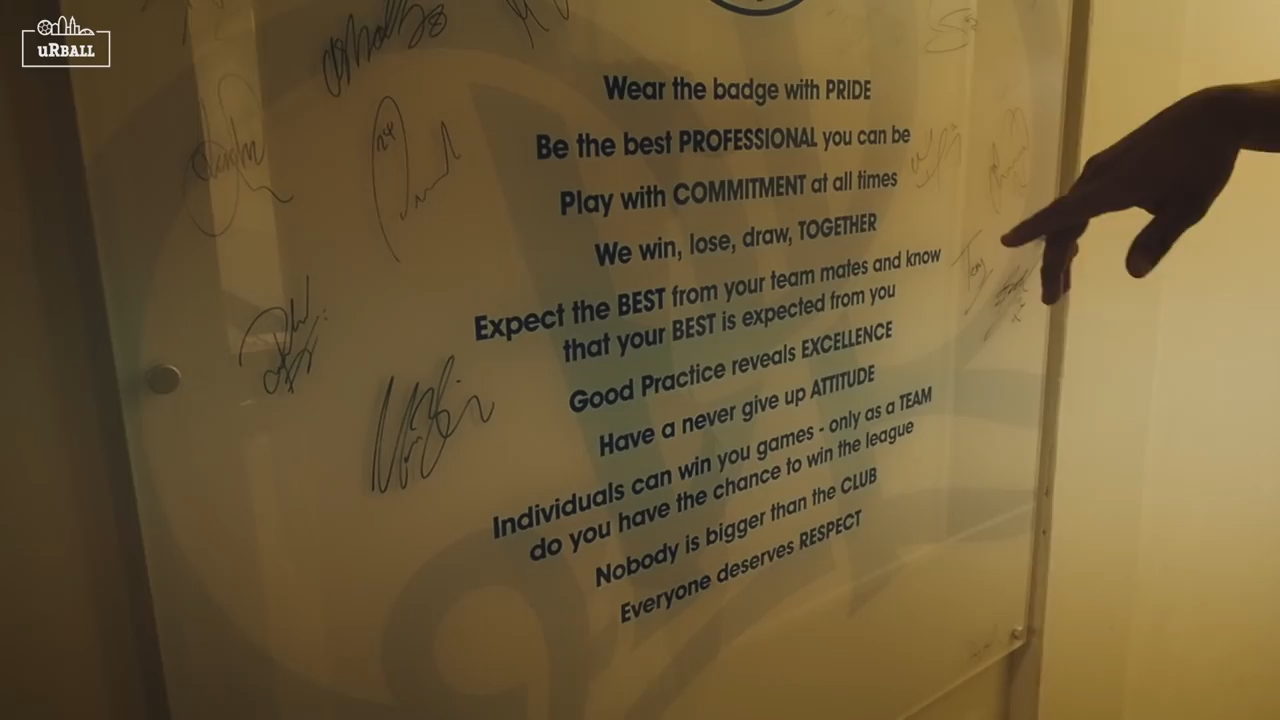 uRBALL
Wear the badge with PRIDE
Be the best PROFESSIONAL you can be
Play with COMMITMENT at all times
We win, lose, draw, TOGETHER
Expect the BEST from your team mates and know
that your BEST is expected from you
Good Practice reveals EXCELLENCE
Have a never give up ATTITUDE
Individuals can win you games - only as a TEAM
do you have the chance to win the league
Nobody is bigger than the CLUB
Everyone deserves RESPECT